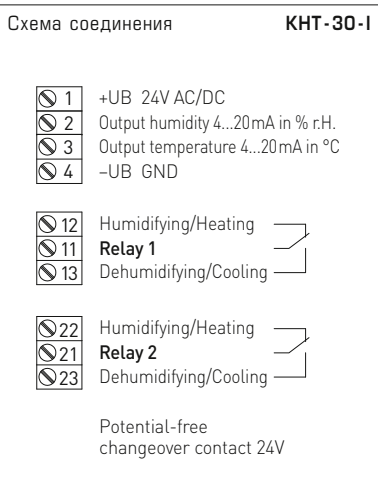 Схема соединения KHT-30-I
1 +UB 24V AC/DC
2 Output humidity 4...20mA in % r.H.
3 Output temperature 4...20mA in °C
4 –UB GND
12 Humidifying/Heating
11 Relay 1
13 Dehumidifying/Cooling
22 Humidifying/Heating
21 Relay 2
23 Dehumidifying/Cooling
Potential-free
changeover contact 24V